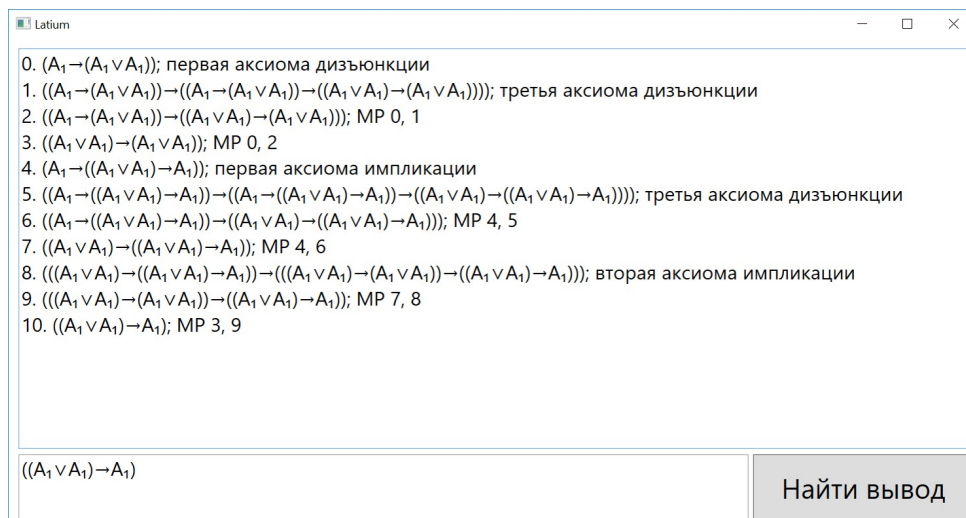 Latium
0. (A₁→(A₁∨A₁)); первая аксиома дизъюнкции
1. ((A₁→(A₁∨A₁))→((A₁→(A₁∨A₁))→((A₁∨A₁)→(A₁∨A₁)))); третья аксиома дизъюнкции
2. ((A₁→(A₁∨A₁))→((A₁∨A₁)→(A₁∨A₁))); MP 0, 1
3. ((A₁∨A₁)→(A₁∨A₁)); MP 0, 2
4. (A₁→((A₁∨A₁)→A₁)); первая аксиома импликации
5. ((A₁→((A₁∨A₁)→A₁))→((A₁→((A₁∨A₁)→A₁))→((A₁∨A₁)→((A₁∨A₁)→A₁)))); третья аксиома дизъюнкции
6. ((A₁→((A₁∨A₁)→A₁))→((A₁∨A₁)→((A₁∨A₁)→A₁))); MP 4, 5
7. ((A₁∨A₁)→((A₁∨A₁)→A₁)); MP 4, 6
8. (((A₁∨A₁)→((A₁∨A₁)→A₁))→(((A₁∨A₁)→(A₁∨A₁))→((A₁∨A₁)→A₁))); вторая аксиома импликации
9. (((A₁∨A₁)→(A₁∨A₁))→((A₁∨A₁)→A₁)); MP 7, 8
10. ((A₁∨A₁)→A₁); MP 3, 9
((A₁∨A₁)→A₁)
Найти вывод